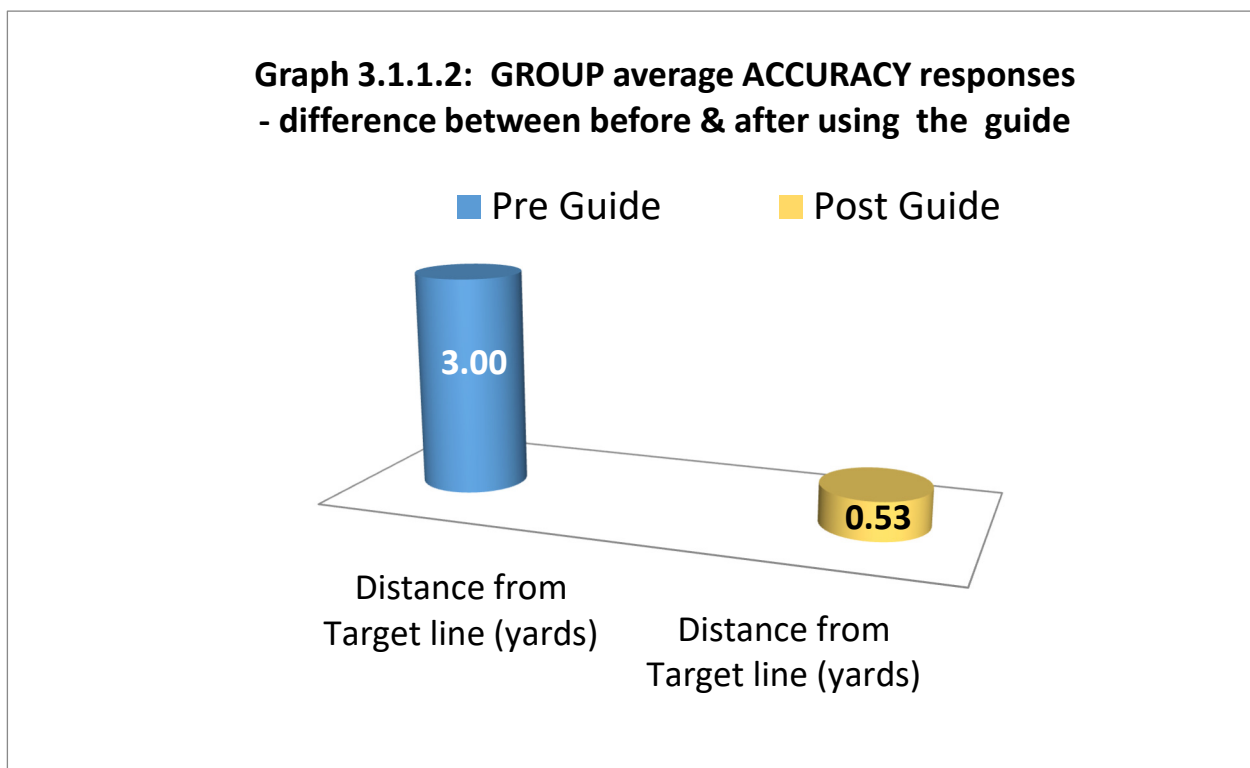 Graph 3.1.1.2: GROUP average ACCURACY responses
- difference between before & after using the guide
Pre Guide
Post Guide
3.00
0.53
Distance from
Target line (yards)
Distance from
Target line (yards)